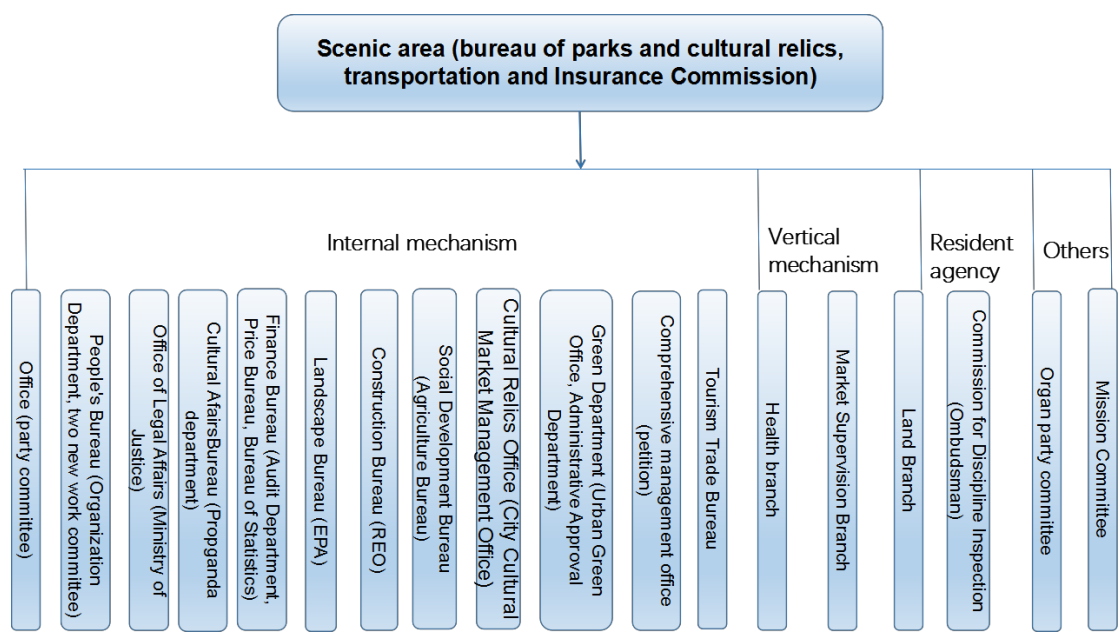 Scenic area (bureau of parks and cultural relics,
transportation and Insurance Commission)
Internal mechanism
Vertical
mechanism
Resident
agency
Others
Office (party committee)
People's Bureau (Organization
Department, two new work committee)
Office of Legal Affairs (Ministry of
Justice)
Cultural AfairsBureau (Propganda
department)
Finance Bureau (Audit Department,
Price Bureau, Bureau of Statistics)
Landscape Bureau (EPA)
Construction Bureau (REO)
Social Development Bureau
(Agriculture Bureau)
Cultural Relics Office (City Cultural
Market Management Office)
Green Department (Urban Green
Office, Administrative Approval
Department)
Comprehensive management office
(petition)
Tourism Trade Bureau
Health branch
Market Supervision Branch
Land Branch
Commission for Discipline Inspection
(Ombudsman)
Organ party committee
Mission Committee